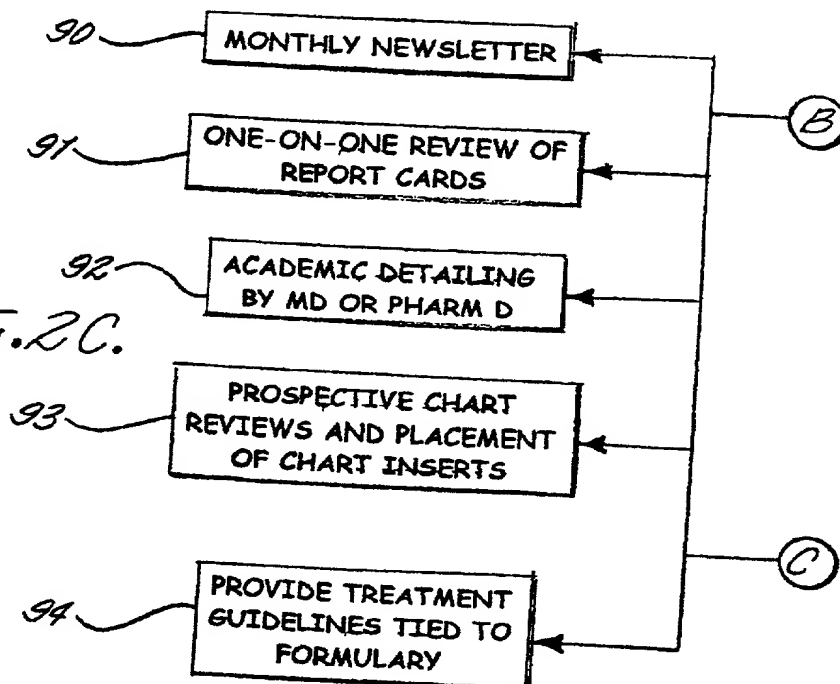 90
MONTHLY NEWSLETTER
B
91
ONE-ON-ONE REVIEW OF
REPORT CARDS
92
ACADEMIC DETAILING
BY MD OR PHARM D
.2C.
93
PROSPECTIVE CHART
REVIEWS AND PLACEMENT
OF CHART INSERTS
C
94
PROVIDE TREATMENT
GUIDELINES TIED TO
FORMULARY